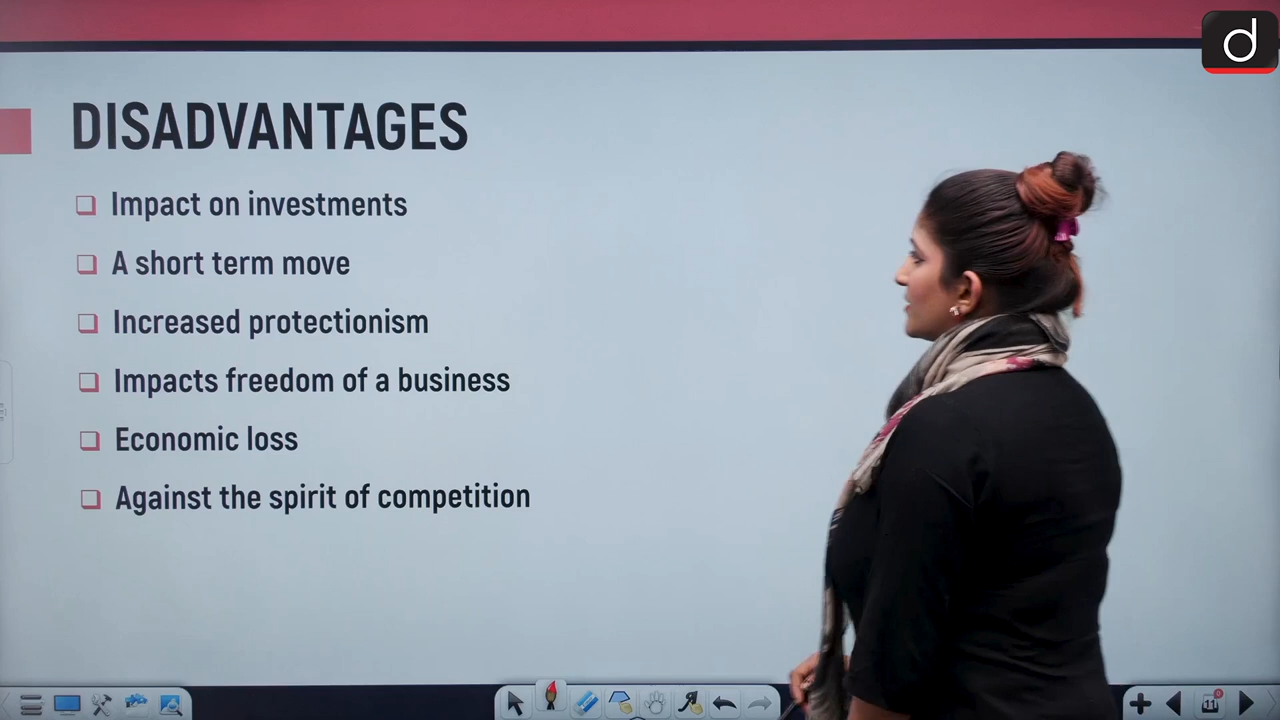 d
DISADVANTAGES
Impact on investments
A short term move
Increased protectionism
Impacts freedom of a business
Economic loss
Against the spirit of competition
11